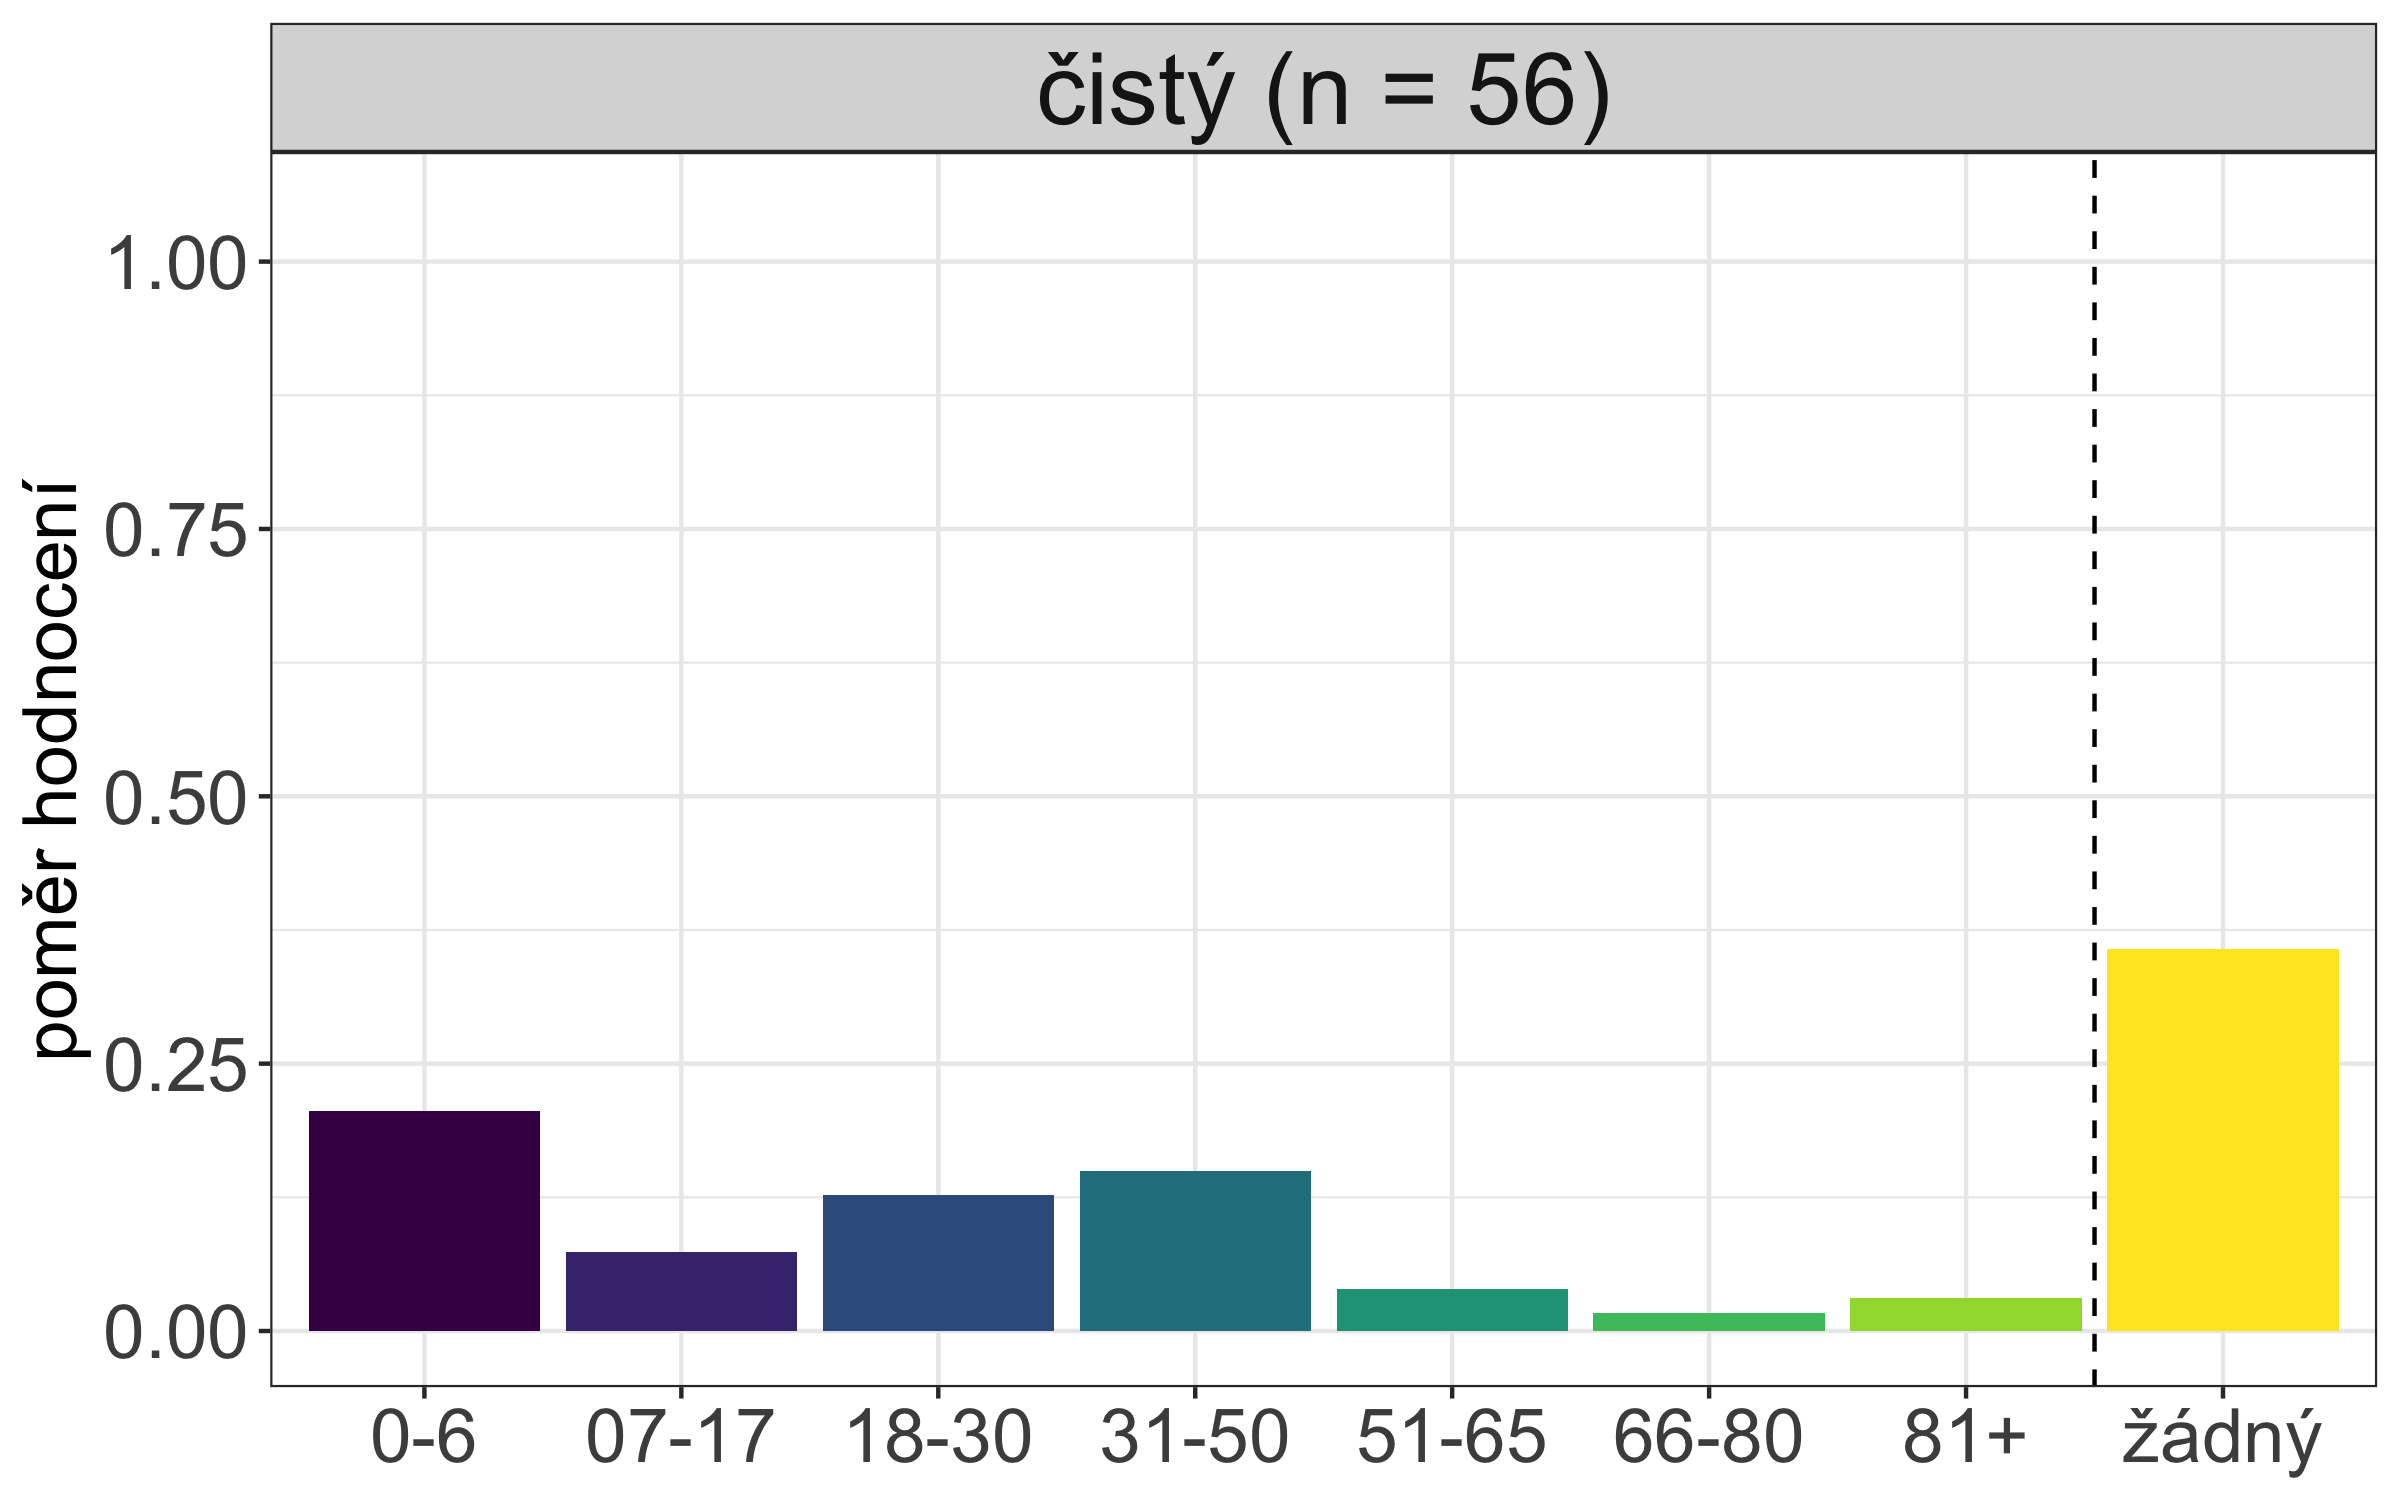 čistý (n = 56)
poměr hodnocení
1.00
0.75
0.50
0.25
0.00
0-6 07-17 18-30 31-50 51-65 66-80 81+ žádný